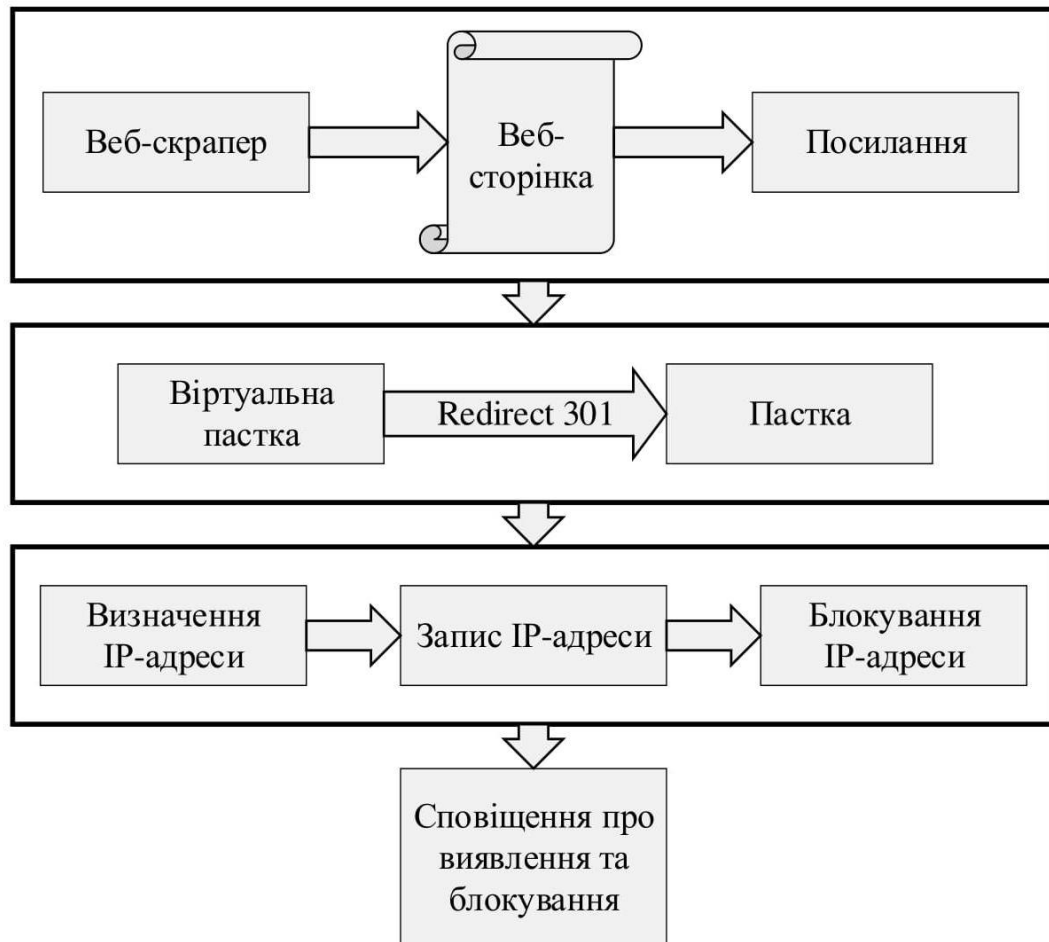 Веб-скрапер
Веб-
сторінка
Посилання
Віртуальна
пастка
Redirect 301
Пастка
Визначення
IP-адреси
Запис IP-адреси
Блокування
IP-адреси
Сповіщення про
виявлення та
блокування